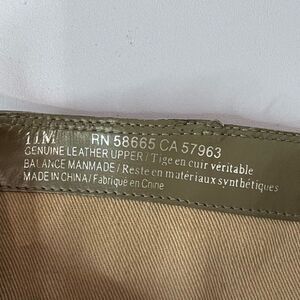 11M RN 58665 CA 57963
GENUINE LEATHER UPPER/Tige en cuir véritable
BALANCE MANMADE/Reste en matériaux synthétiques
MADE IN CHINA/Fabriqué en Chine